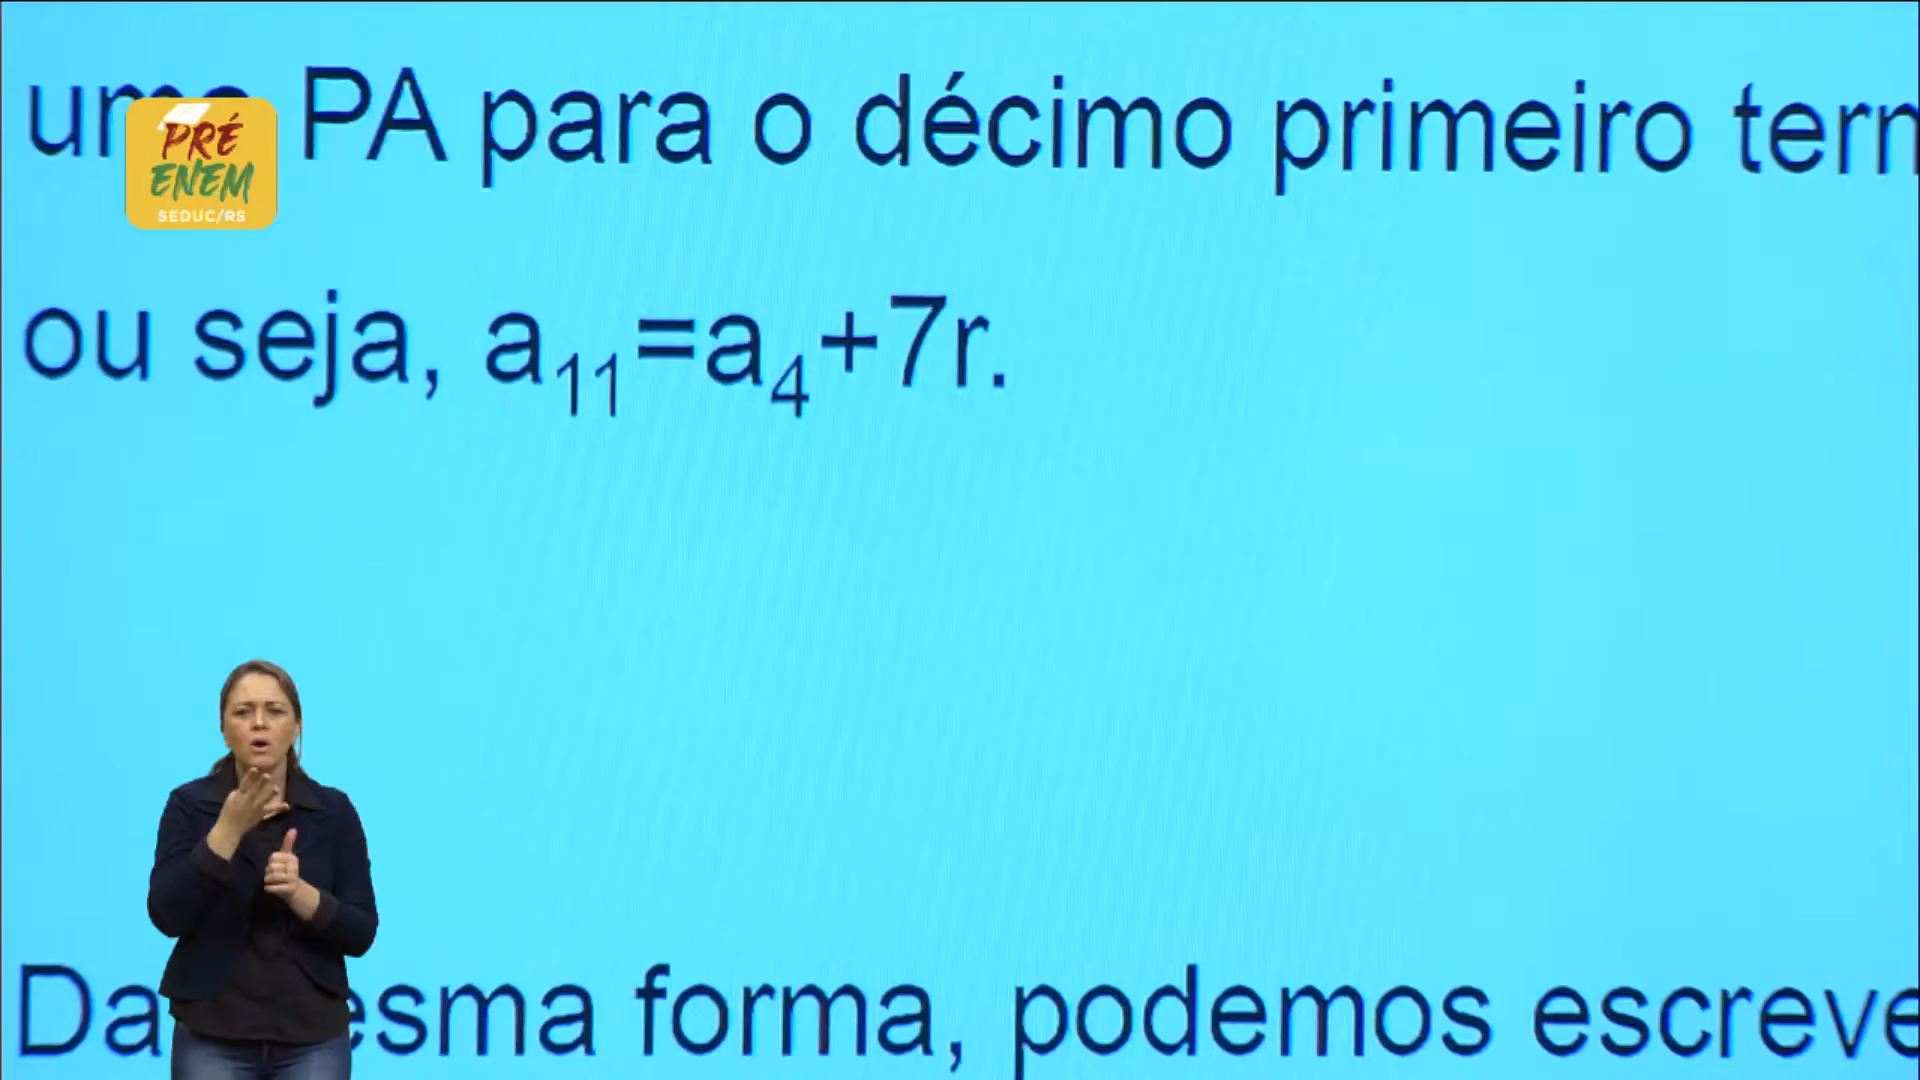 PA para o décimo primeiro
PRÉ
ENEM
SEDUC/RS
ou seja, a₁₁=a₄+7r.
forma, podemos